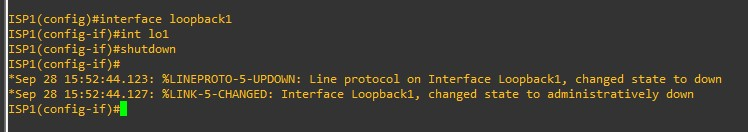 ISP1(config)#interface loopback1
ISP1(config-if)#int lo1
ISP1(config-if)#shutdown
ISP1(config-if)#
*Sep 28 15:52:44.123: %LINEPROTO-5-UPDOWN: Line protocol on Interface Loopback1, changed state to down
*Sep 28 15:52:44.127: %LINK-5-CHANGED: Interface Loopback1, changed state to administratively down
ISP1(config-if)#